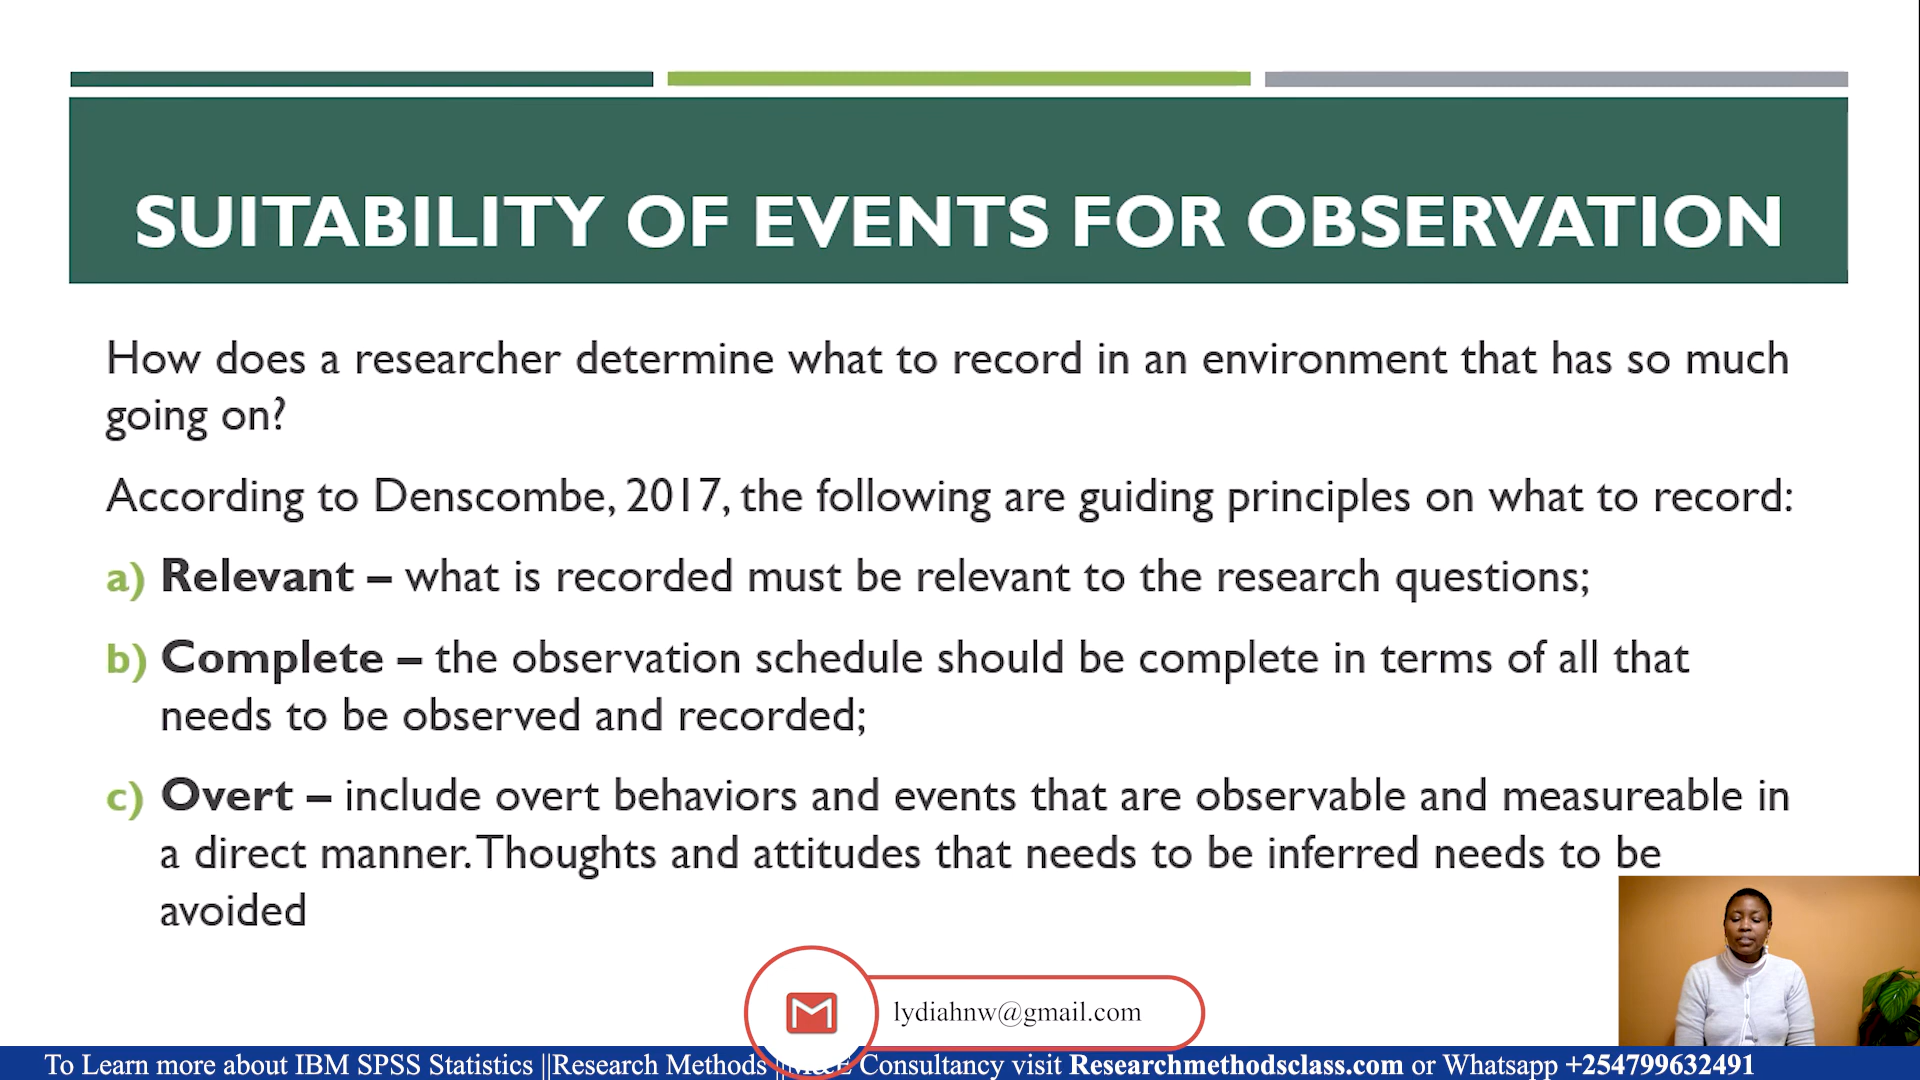 SUITABILITY OF EVENTS FOR OBSERVATION
How does a researcher determine what to record in an environment that has so much
going on?
According to Denscombe, 2017, the following are guiding principles on what to record:
a) Relevant – what is recorded must be relevant to the research questions;
b) Complete – the observation schedule should be complete in terms of all that
needs to be observed and recorded;
c) Overt – include overt behaviors and events that are observable and measureable in
a direct manner. Thoughts and attitudes that needs to be inferred needs to be
avoided
lydiahnw@gmail.com
To Learn more about IBM SPSS Statistics ||Research Methods || Consultancy visit Researchmethodsclass.com or Whatsapp +254799632491